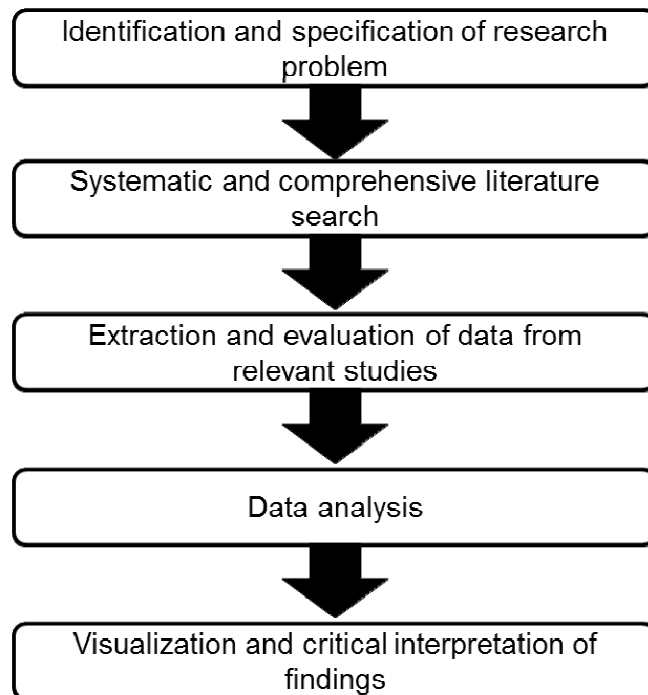 Identification and specification of research
problem
Systematic and comprehensive literature
search
Extraction and evaluation of data from
relevant studies
Data analysis
Visualization and critical interpretation of
findings